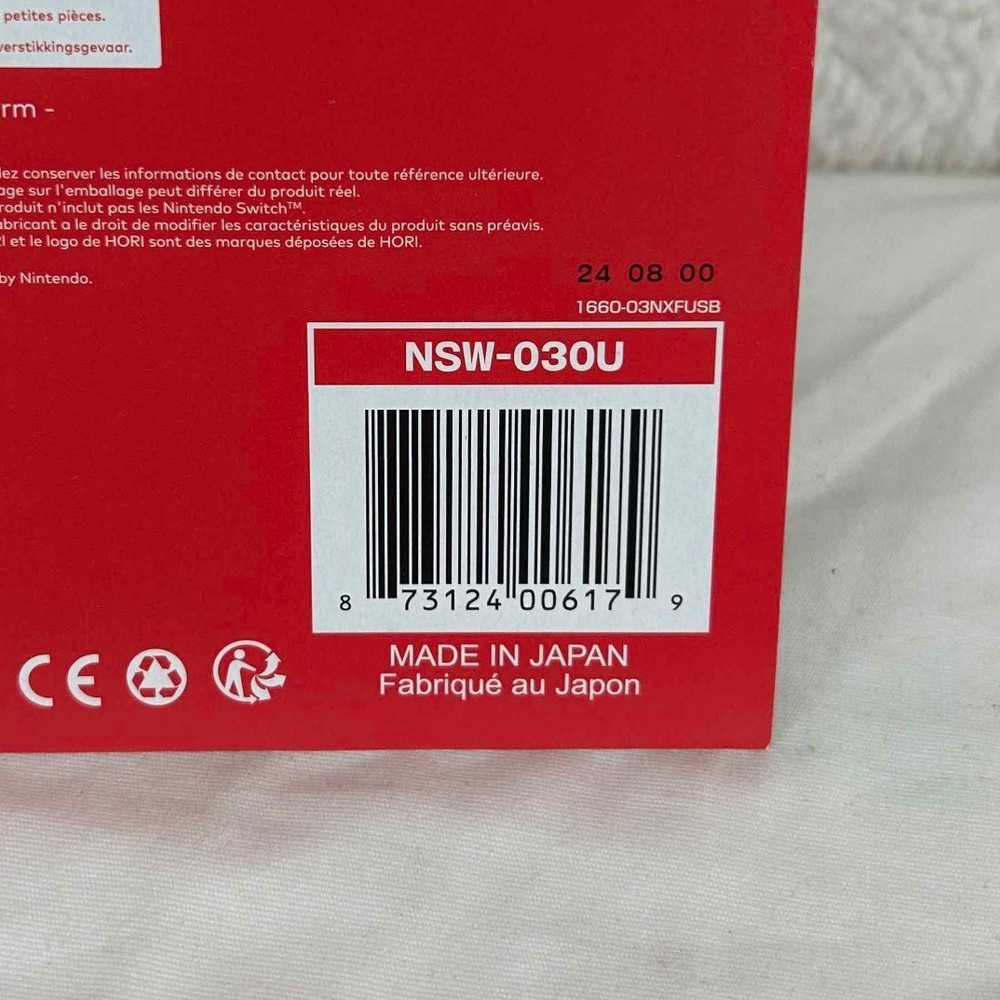 petites pièces.
verstikkingsgevaar.
rm -
lez conserver les informations de contact pour toute référence ultérieure.
age sur l'emballage peut différer du produit réel.
roduit n'inclut pas les Nintendo Switch™.
abricant a le droit de modifier les caractéristiques du produit sans préavis.
RI et le logo de HORI sont des marques déposées de HORI.
by Nintendo.
24 08 00
1660-03NXFUSB
NSW-030U
8 73124 00617 9
CE
MADE IN JAPAN
Fabriqué au Japon